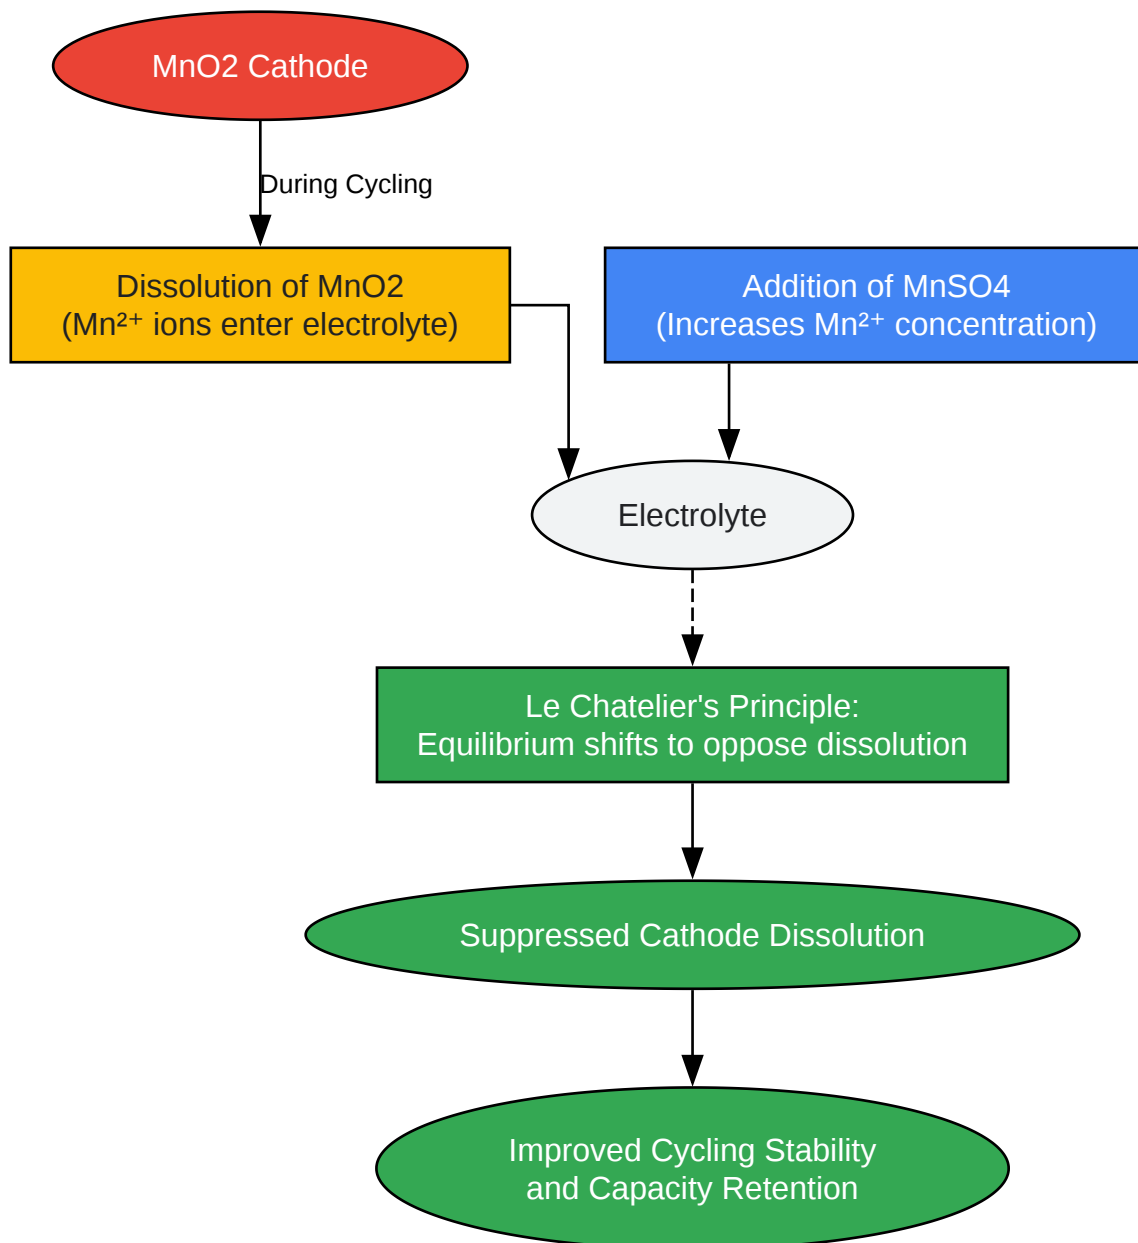 MnO2 Cathode
During Cycling
Dissolution of MnO2
(Mn²⁺ ions enter electrolyte)
Addition of MnSO4
(Increases Mn²⁺ concentration)
Electrolyte
Le Chatelier's Principle:
Equilibrium shifts to oppose dissolution
Suppressed Cathode Dissolution
Improved Cycling Stability
and Capacity Retention